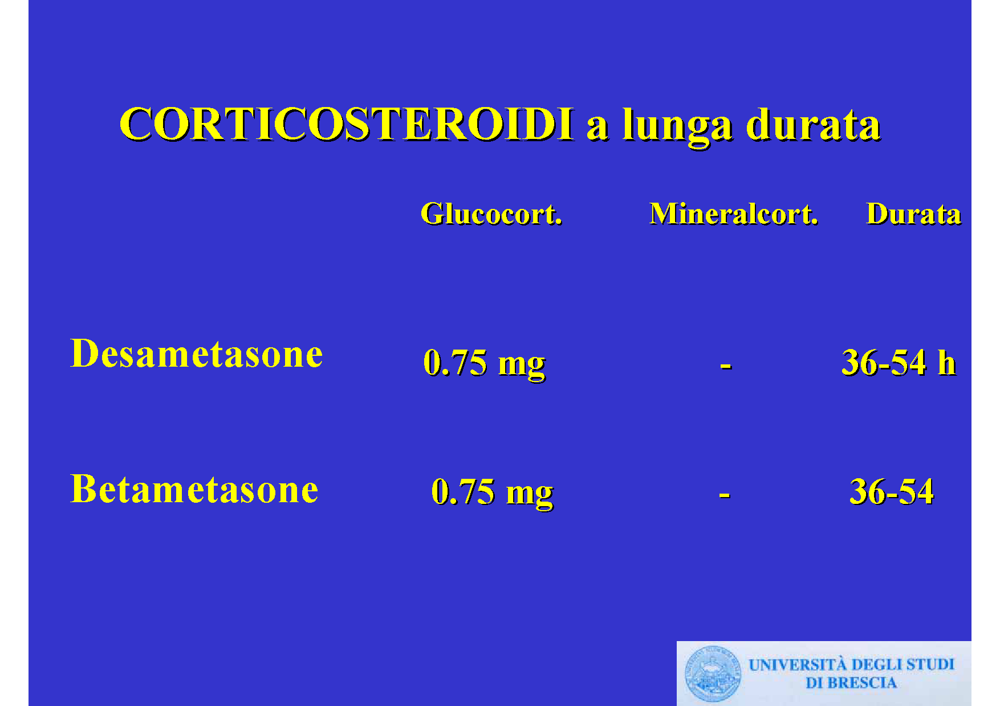 CORTICOSTEROIDI a lunga durata
Glucocort. Mineralcort. Durata
Desametasone 0.75 mg - 36-54 h
Betametasone 0.75 mg - 36-54
UNIVERSITÀ DEGLI STUDI
DI BRESCIA